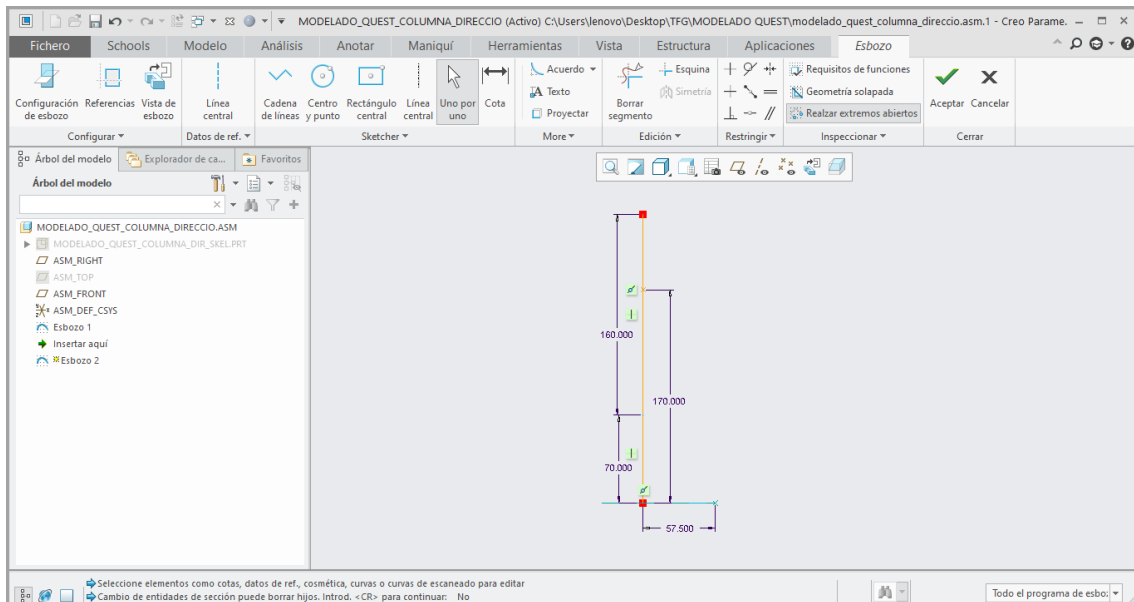 MODELADO_QUEST_COLUMNA_DIRECCIO (Activo) C:\Users\lenovo\Desktop\TFG\MODELADO QUEST\modelado_quest_columna_direccio.asm.1 - Creo Parame.
Fichero Schools Modelo Análisis Anotar Maniquí Herramientas Vista Estructura Aplicaciones Esbozo
Configuración de esbozo
Referencias
Vista de esbozo
Línea central
Cadena de líneas
Centro y punto
Rectángulo central
Línea central
Uno por uno
Cota
Acuerdo
Texto
Proyectar
Borrar segmento
Esquina
Simetría
Requisitos de funciones
Geometría solapada
Realzar extremos abiertos
Aceptar Cancelar
Configurar Datos de ref. Sketcher More Edición Restringir Inspeccionar Cerrar
Árbol del modelo Explorador de ca... Favoritos
Árbol del modelo
MODELADO_QUEST_COLUMNA_DIRECCIO.ASM
MODELADO_QUEST_COLUMNA_DIR_SKEL.PRT
ASM_RIGHT
ASM_TOP
ASM_FRONT
ASM_DEF_CSYS
Esbozo 1
Insertar aquí
Esbozo 2
160.000
170.000
70.000
57.500
Seleccione elementos como cotas, datos de ref., cosmética, curvas o curvas de escaneado para editar
Cambio de entidades de sección puede borrar hijos. Introd. <CR> para continuar: No
Todo el programa de esbo: